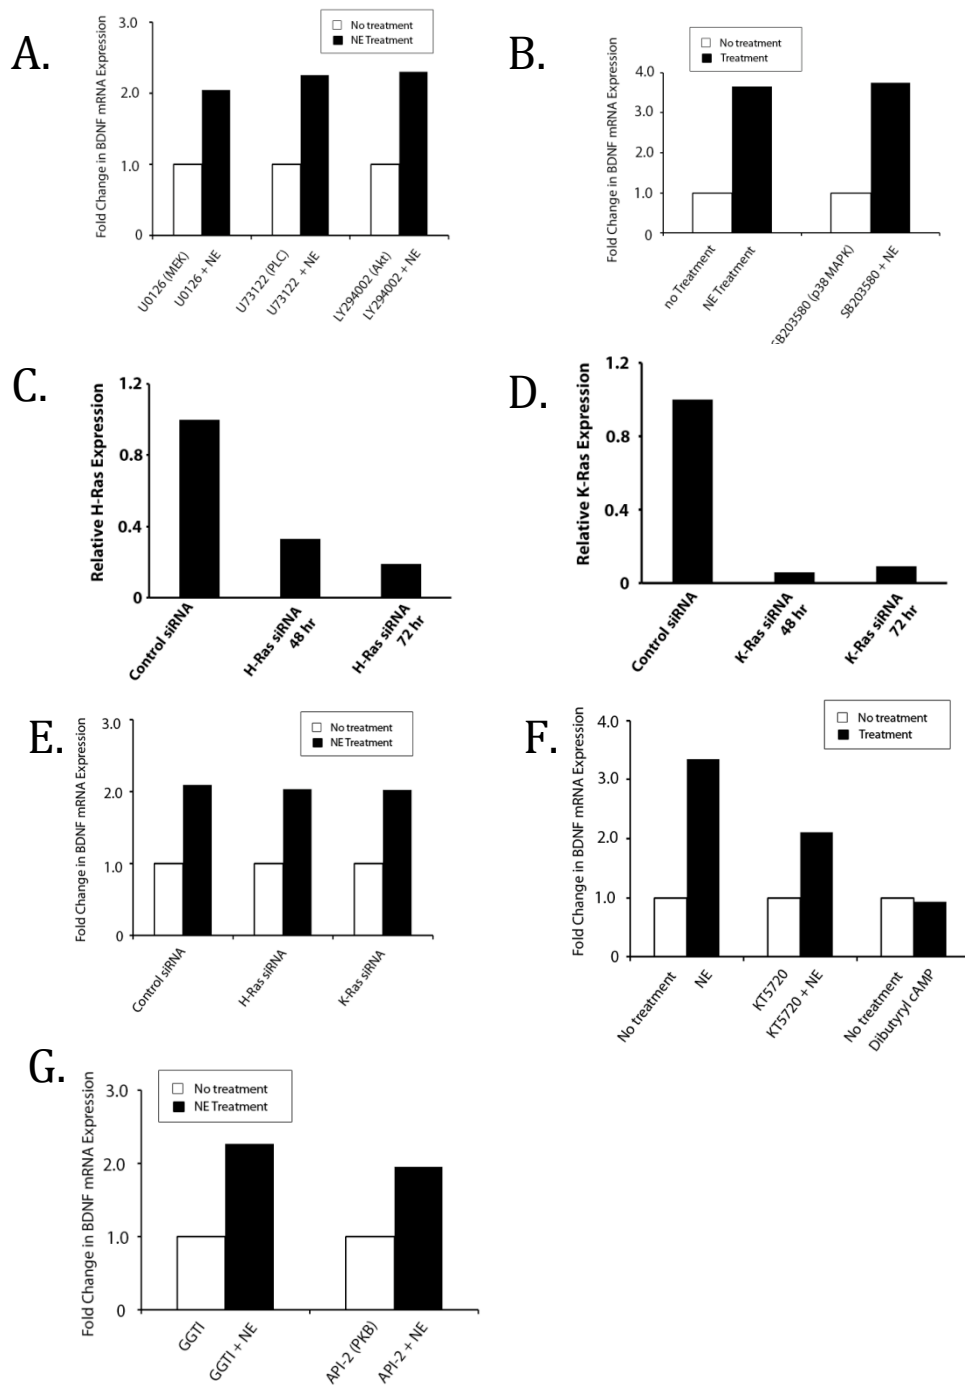 A.
Fold Change in BDNF mRNA Expression
3.0
2.0
1.0
0
No treatment
NE Treatment
U0126 (MEK)
U0126 + NE
U73122 (PLC)
U73122 + NE
LY294002 (Akt)
LY294002 + NE
B.
Fold Change in BDNF mRNA Expression
4.0
3.0
2.0
1.0
0
No treatment
Treatment
no Treatment
NE Treatment
SB203580 (p38 MAPK)
SB203580 + NE
C.
Relative H-Ras Expression
1.2
0.8
0.4
0
Control siRNA
H-Ras siRNA
48 hr
H-Ras siRNA
72 hr
D.
Relative K-Ras Expression
1.2
0.8
0.4
0
Control siRNA
K-Ras siRNA
48 hr
K-Ras siRNA
72 hr
E.
Fold Change in BDNF mRNA Expression
3.0
2.0
1.0
0
No treatment
NE Treatment
Control siRNA
H-Ras siRNA
K-Ras siRNA
F.
Fold Change in BDNF mRNA Expression
4.0
3.0
2.0
1.0
0
No treatment
Treatment
No treatment
NE
KT5720
KT5720 + NE
No treatment
Dibutyryl cAMP
G.
Fold Change in BDNF mRNA Expression
3.0
2.0
1.0
0
No treatment
NE Treatment
GGTI
GGTI + NE
API-2 (PKB)
API-2 + NE